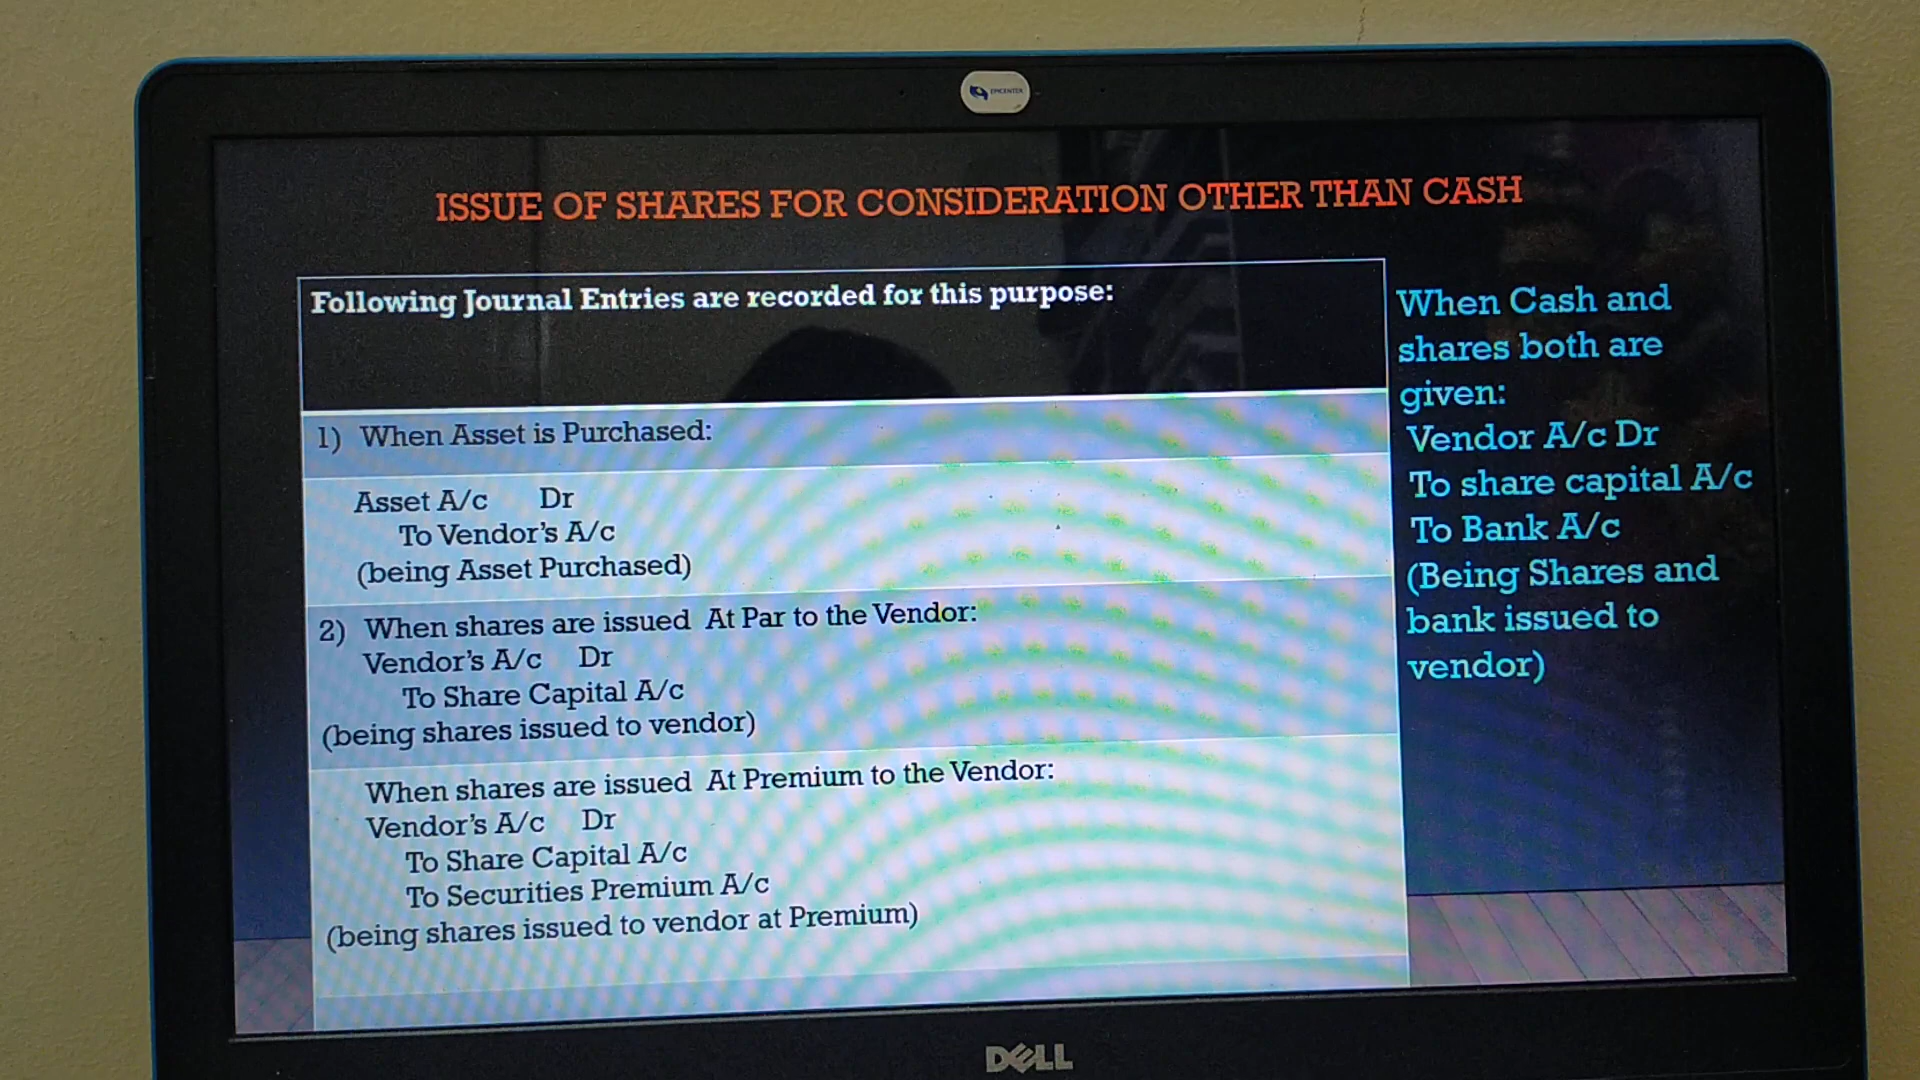 EPICENTER
ISSUE OF SHARES FOR CONSIDERATION OTHER THAN CASH
Following Journal Entries are recorded for this purpose:
1) When Asset is Purchased:
Asset A/c Dr
To Vendor's A/c
(being Asset Purchased)
2) When shares are issued At Par to the Vendor:
Vendor's A/c Dr
To Share Capital A/c
(being shares issued to vendor)
When shares are issued At Premium to the Vendor:
Vendor's A/c Dr
To Share Capital A/c
To Securities Premium A/c
(being shares issued to vendor at Premium)
When Cash and
shares both are
given:
Vendor A/c Dr
To share capital A/c
To Bank A/c
(Being Shares and
bank issued to
vendor)
DELL